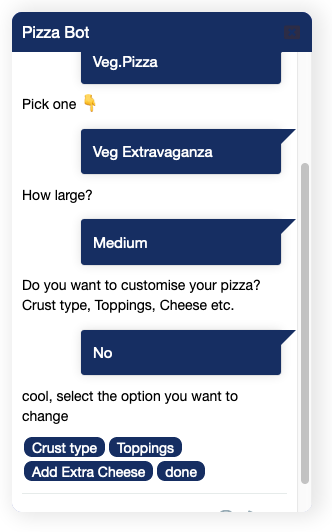 Pizza Bot
Veg.Pizza
Pick one 👇
Veg Extravaganza
How large?
Medium
Do you want to customise your pizza?
Crust type, Toppings, Cheese etc.
No
cool, select the option you want to
change
Crust type Toppings
Add Extra Cheese done